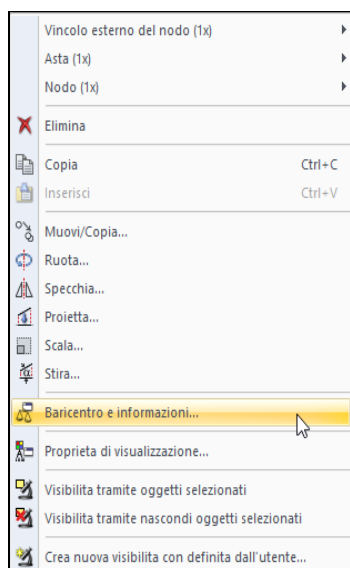 Vincolo esterno del nodo (1x)
Asta (1x)
Nodo (1x)
Elimina
Copia Ctrl+C
Inserisci Ctrl+V
Muovi/Copia...
Ruota...
Specchia...
Proietta...
Scala...
Stira...
Baricentro e informazioni...
Proprieta di visualizzazione...
Visibilita tramite oggetti selezionati
Visibilita tramite nascondi oggetti selezionati
Crea nuova visibilita con definita dall'utente...